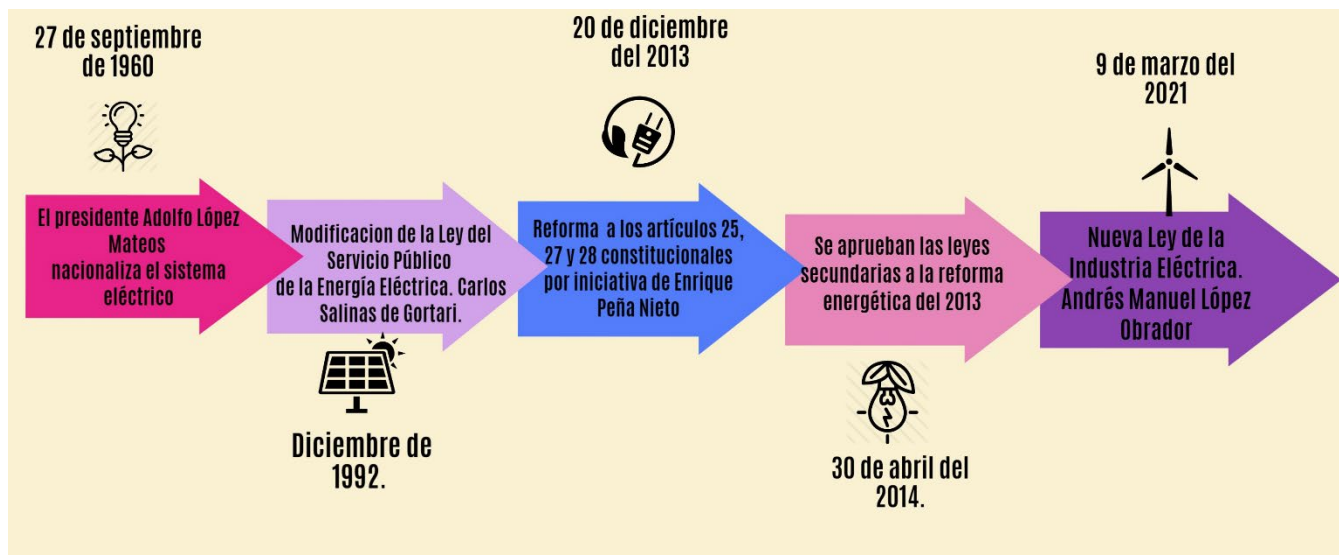 27 de septiembre
de 1960
El presidente Adolfo López
Mateos
nacionaliza el sistema
eléctrico
Modificacion de la Ley del
Servicio Público
de la Energía Eléctrica. Carlos
Salinas de Gortari.
Diciembre de
1992.
20 de diciembre
del 2013
Reforma a los artículos 25,
27 y 28 constitucionales
por iniciativa de Enrique
Peña Nieto
Se aprueban las leyes
secundarias a la reforma
energética del 2013
30 de abril del
2014.
9 de marzo del
2021
Nueva Ley de la
Industria Eléctrica.
Andrés Manuel López
Obrador